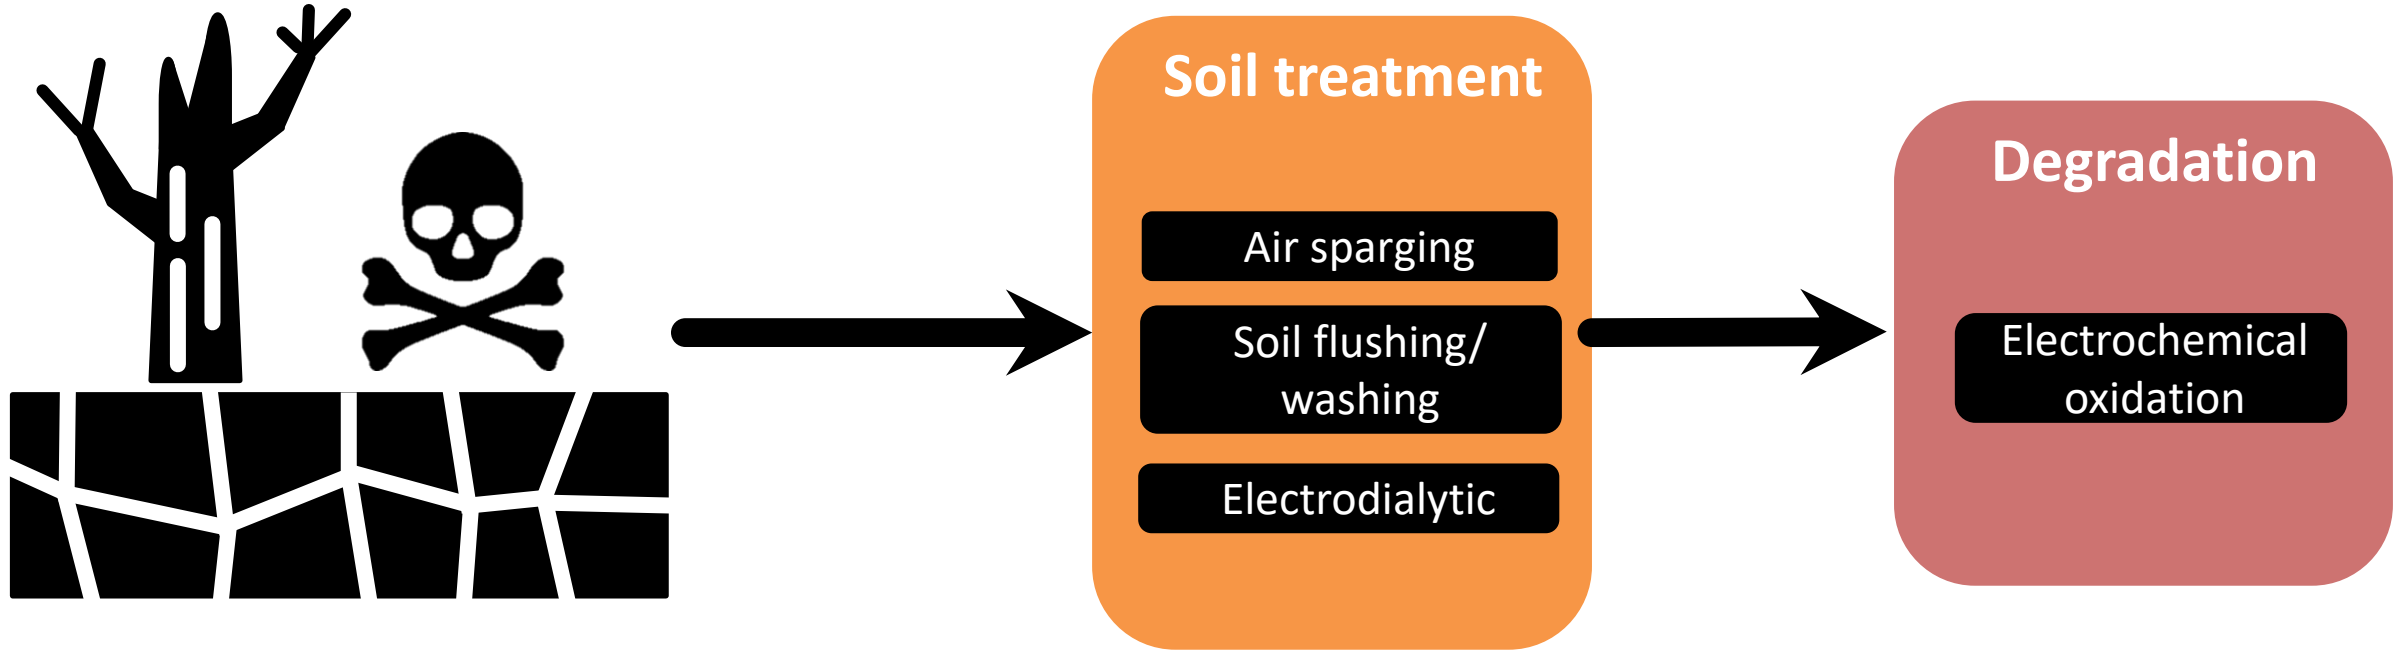 Soil treatment
Air sparging
Soil flushing/
washing
Electrodialytic
Degradation
Electrochemical
oxidation